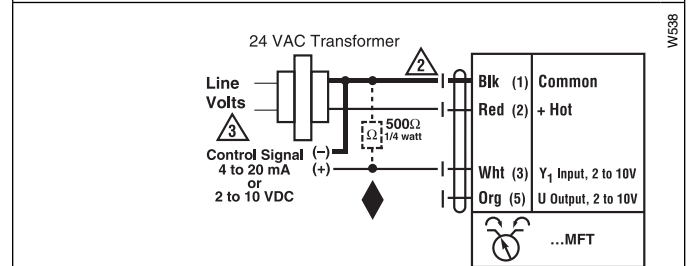 W538
24 VAC Transformer
Line
Volts
2
3
Blk (1) Common
Red (2) + Hot
Ω 500Ω
1/4 watt
Control Signal (–)
4 to 20 mA (+)
or
2 to 10 VDC
Wht (3) Y1 Input, 2 to 10V
Org (5) U Output, 2 to 10V
...MFT